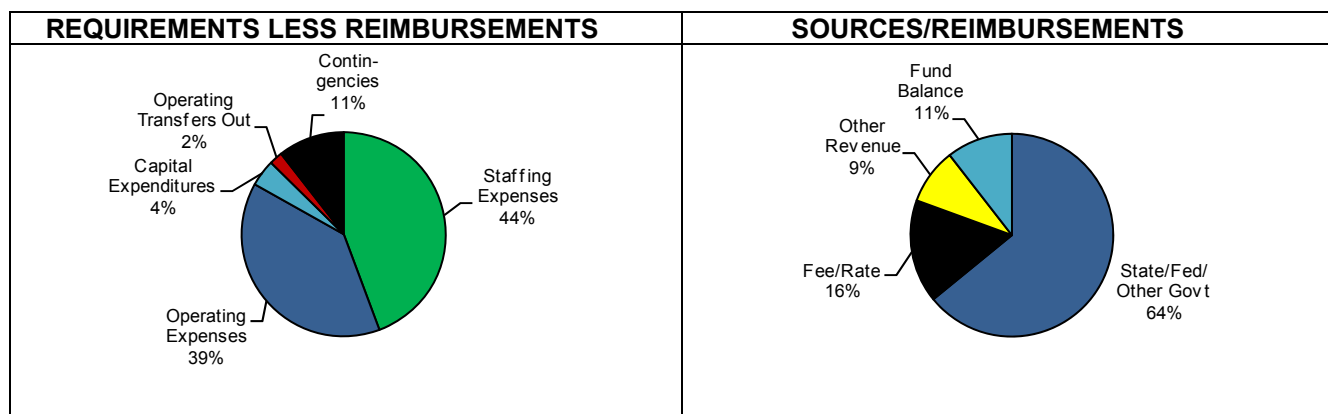 REQUIREMENTS LESS REIMBURSEMENTS
Contin-
gencies
11%
Operating
Transfers Out
2%
Capital
Expenditures
4%
Staffing
Expenses
44%
Operating
Expenses
39%
SOURCES/REIMBURSEMENTS
Fund
Balance
11%
Other
Revenue
9%
Fee/Rate
16%
State/Fed/
Other Govt
64%